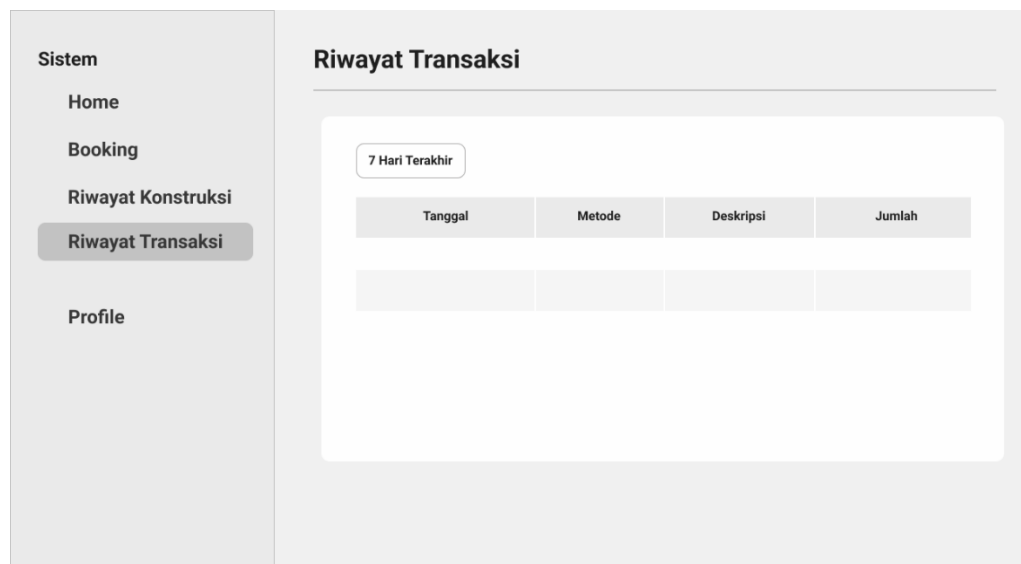 Sistem
Home
Booking
Riwayat Konstruksi
Riwayat Transaksi
Profile
Riwayat Transaksi
7 Hari Terakhir
Tanggal Metode Deskripsi Jumlah